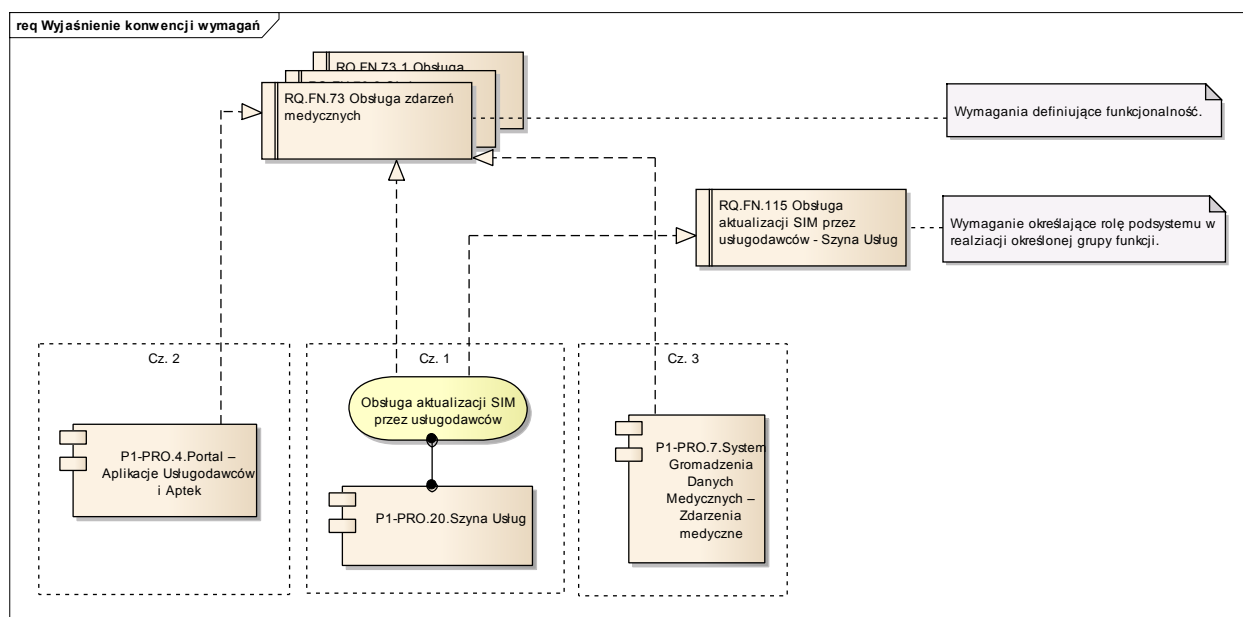 req Wyjaśnienie konwencji wymagań
RQ.FN.73.1 Obsługa
RQ.FN.73 Obsługa zdarzeń
medycznych
Wymagania definiujące funkcjonalność.
RQ.FN.115 Obsługa
aktualizacji SIM przez
usługodawców - Szyna Usług
Wymaganie określające rolę podsystemu w
realziacji określonej grupy funkcji.
Cz. 2
Cz. 1
Cz. 3
Obsługa aktualizacji SIM
przez usługodawców
P1-PRO.4.Portal –
Aplikacje Usługodawców
i Aptek
P1-PRO.20.Szyna Usług
P1-PRO.7.System
Gromadzenia
Danych
Medycznych –
Zdarzenia
medyczne